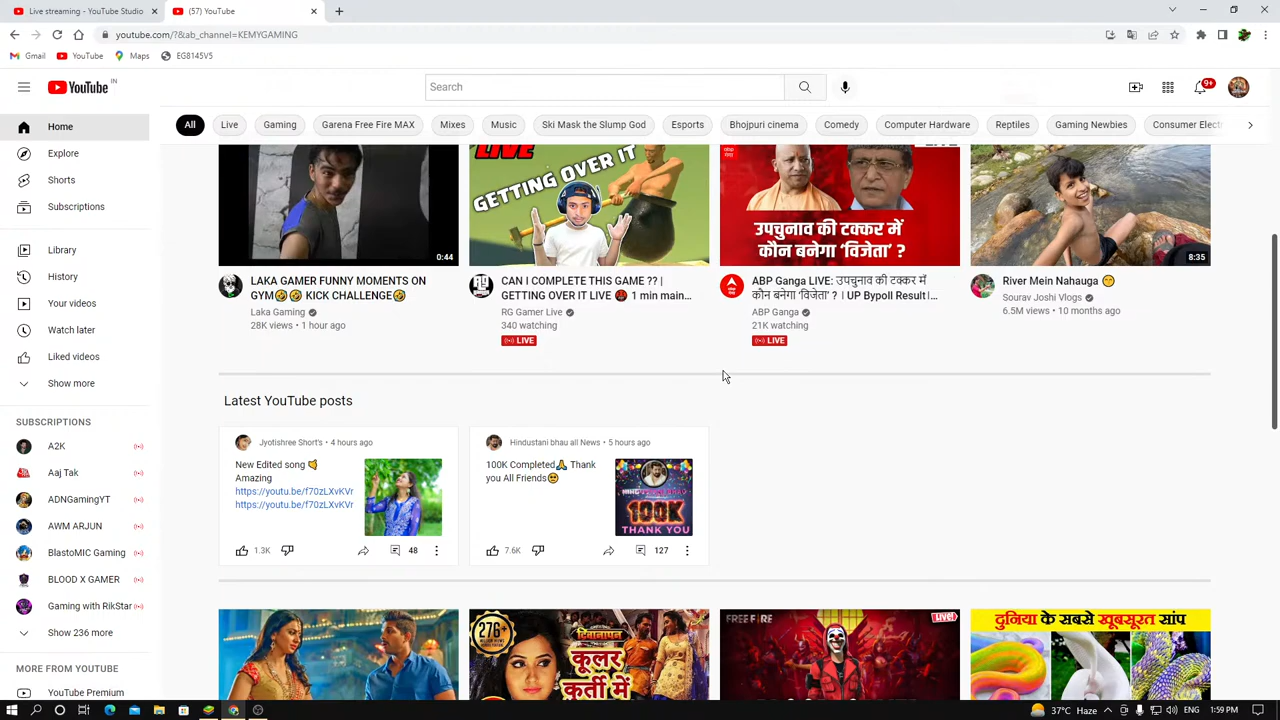 Live streaming - YouTube Studio
(57) YouTube
youtube.com/?&ab_channel=KEMYGAMING
Gmail
YouTube
Maps
EG8145V5
YouTube IN
Search
9+
Home
Explore
Shorts
Subscriptions
Library
History
Your videos
Watch later
Liked videos
Show more
SUBSCRIPTIONS
A2K
Aaj Tak
ADNGamingYT
AWM ARJUN
BlastoMIC Gaming
BLOOD X GAMER
Gaming with RikStar
Show 236 more
MORE FROM YOUTUBE
YouTube Premium
All
Live
Gaming
Garena Free Fire MAX
Mixes
Music
Ski Mask the Slump God
Esports
Bhojpuri cinema
Comedy
Computer Hardware
Reptiles
Gaming Newbies
Consumer Elect
0:44
LAKA GAMER FUNNY MOMENTS ON
GYM🤣🤣 KICK CHALLENGE🤣
Laka Gaming
28K views • 1 hour ago
LIVE
GETTING OVER IT
CAN I COMPLETE THIS GAME ?? |
GETTING OVER IT LIVE 🤬 1 min main...
RG Gamer Live
340 watching
LIVE
उपचुनाव की टक्कर में
कौन बनेगा 'विजेता' ?
ABP Ganga LIVE: उपचुनाव की टक्कर में
कौन बनेगा 'विजेता' ? । UP Bypoll Result।...
ABP Ganga
21K watching
LIVE
8:35
River Mein Nahauga 😁
Sourav Joshi Vlogs
6.5M views • 10 months ago
Latest YouTube posts
Jyotishree Short's • 4 hours ago
New Edited song
Amazing
https://youtu.be/f70zLXvKVr
https://youtu.be/f70zLXvKVr
1.3K
48
Hindustani bhau all News • 5 hours ago
100K Completed🙏 Thank
you All Friends🥹
100K
THANK YOU
7.6K
127
276+
दिवानापन
कूलर
कुर्ती में
FREE FIRE
LIVE!
दुनिया के सबसे खूबसूरत सांप
37°C Haze
1:59 PM